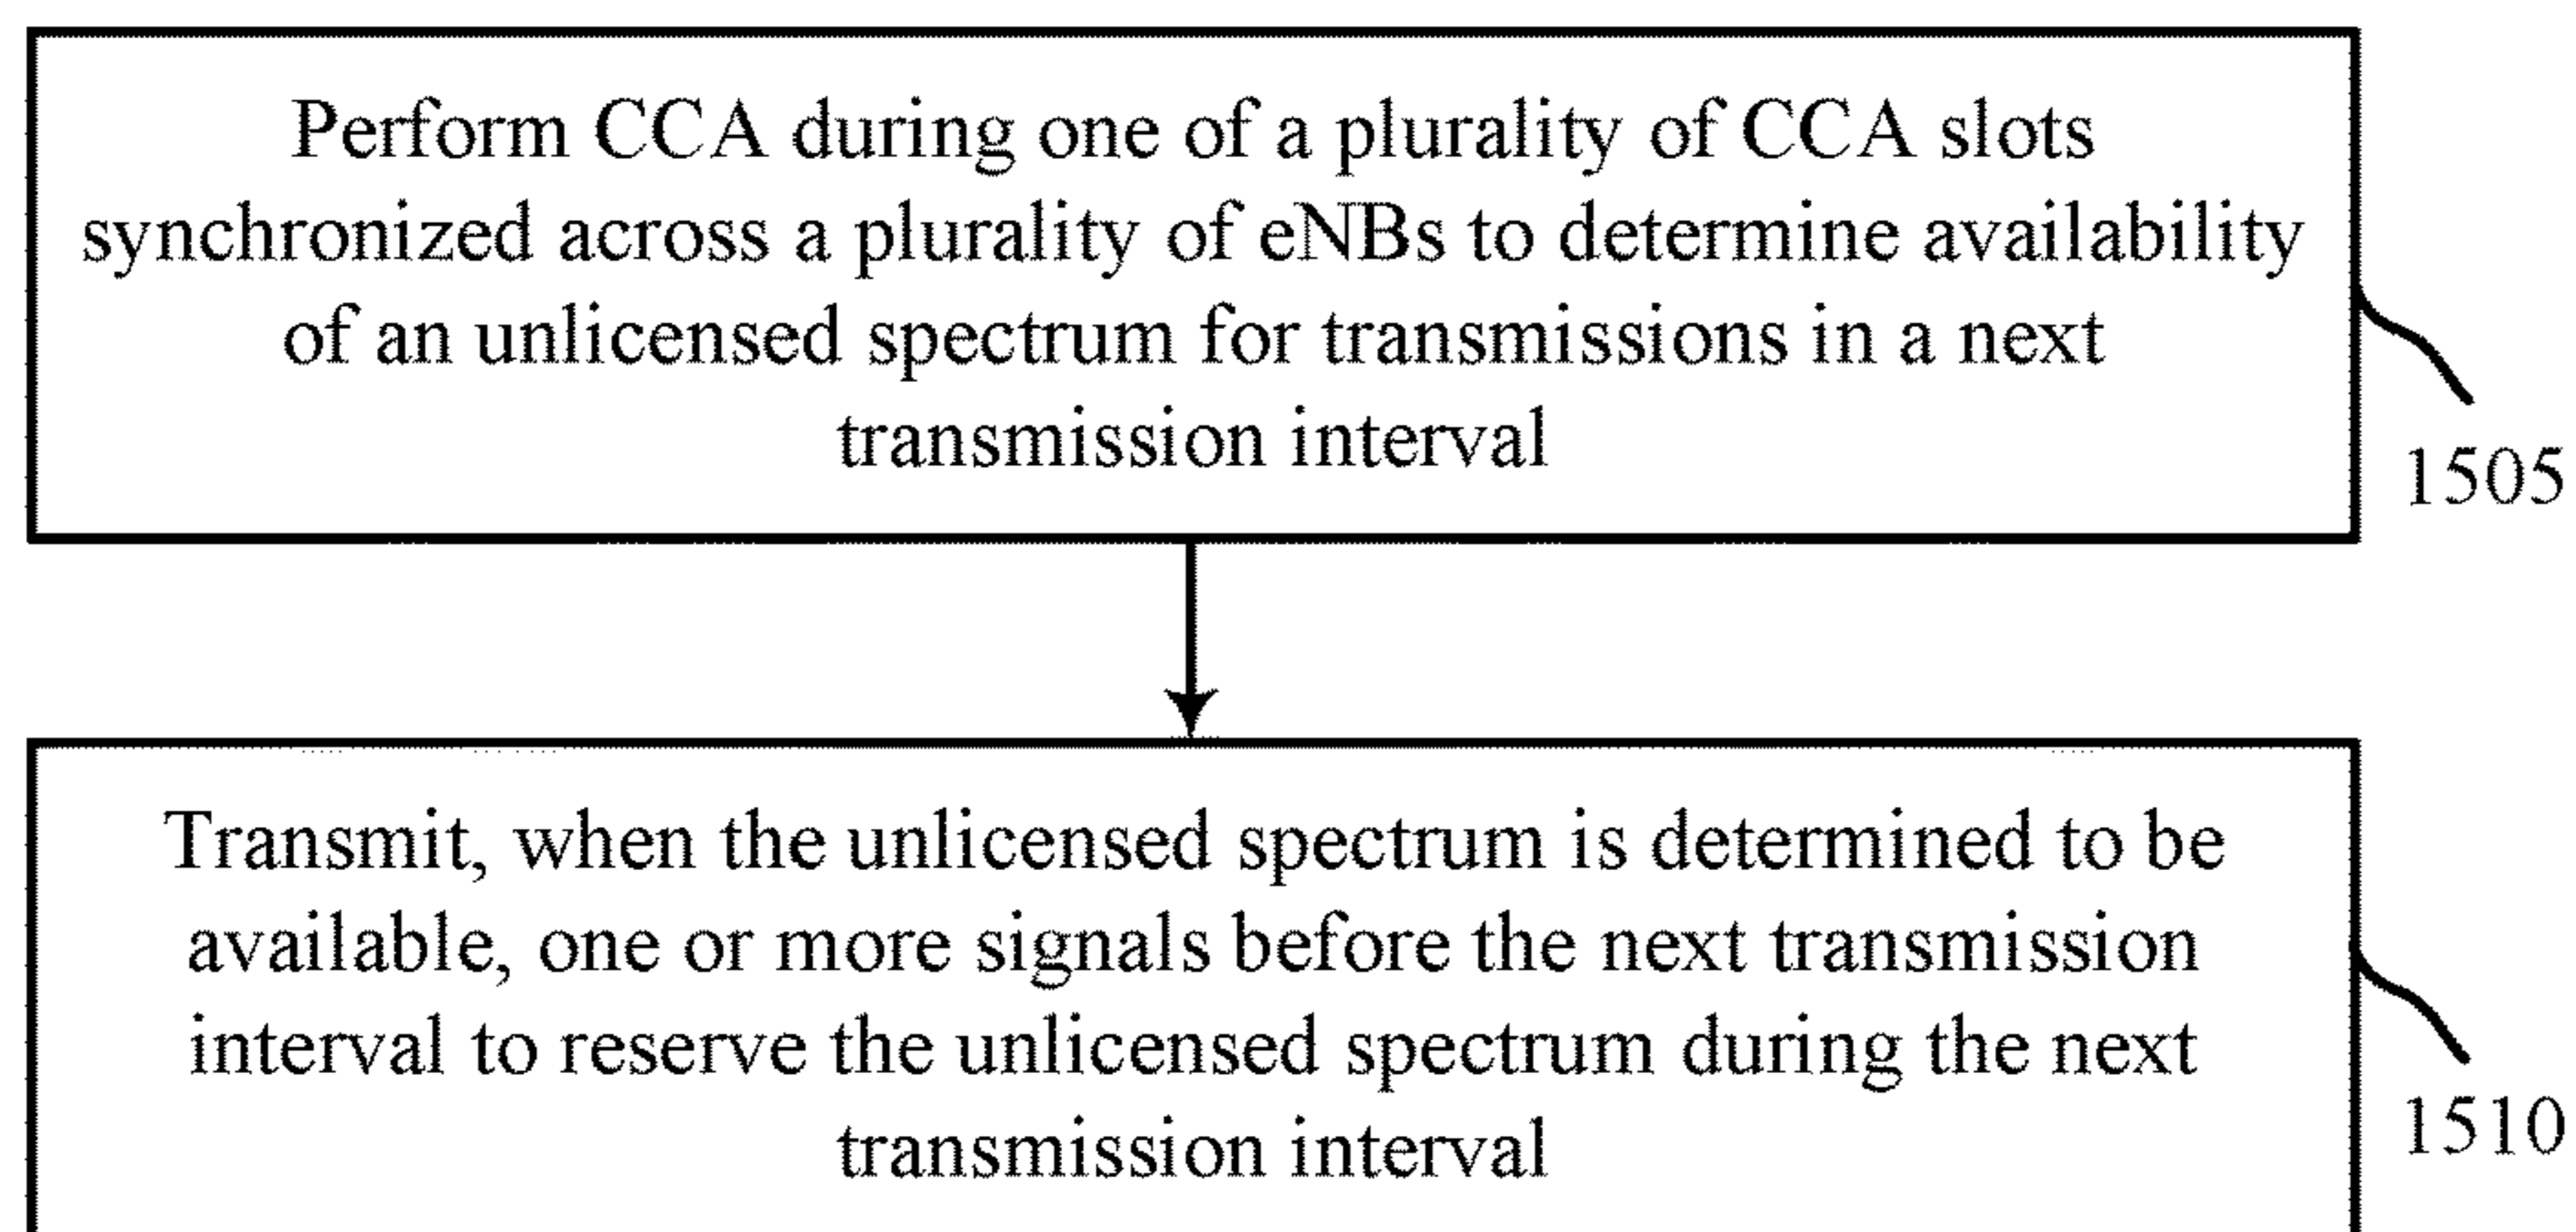 Perform CCA during one of a plurality of CCA slots
synchronized across a plurality of eNBs to determine availability
of an unlicensed spectrum for transmissions in a next
transmission interval
1505
Transmit, when the unlicensed spectrum is determined to be
available, one or more signals before the next transmission
interval to reserve the unlicensed spectrum during the next
transmission interval
1510